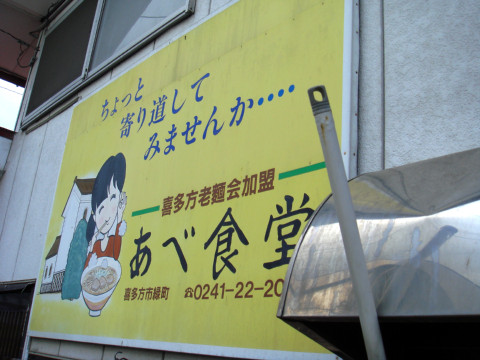 ちょっと
寄り道して
みませんか‥‥
喜多方老麺会加盟
あべ食堂
喜多方市緑町 ☎0241-22-20